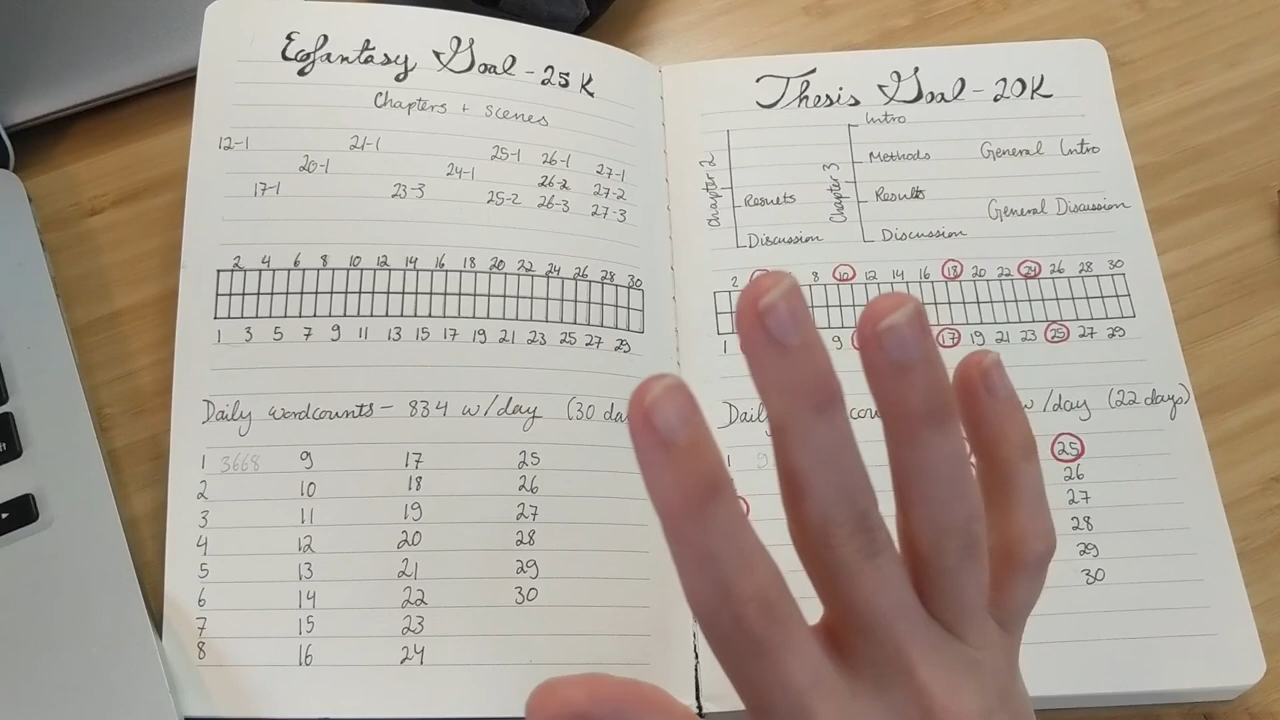 Ecofantasy Goal - 25K
Chapters + Scenes
12-1 21-1 25-1 26-1 27-1
20-1 24-1 26-2 27-2
17-1 23-3 25-2 26-3 27-3
2 4 6 8 10 12 14 16 18 20 22 24 26 28 30
1 3 5 7 9 11 13 15 17 19 21 23 25 27 29
Daily wordcounts - 834 w/day (30
1 3668 9 17 25
2 10 18 26
3 11 19 27
4 12 20 28
5 13 21 29
6 14 22 30
7 15 23
8 16 24
Thesis Goal - 20K
Chapter 2
Results
Discussion
Chapter 3
Intro
Methods
Results
Discussion
General Intro
General Discussion
2 8 10 12 14 16 18 20 22 24 26 28 30
1 9 17 19 21 23 25 27 29
w/day (22 days)
1 25
26
27
28
29
30